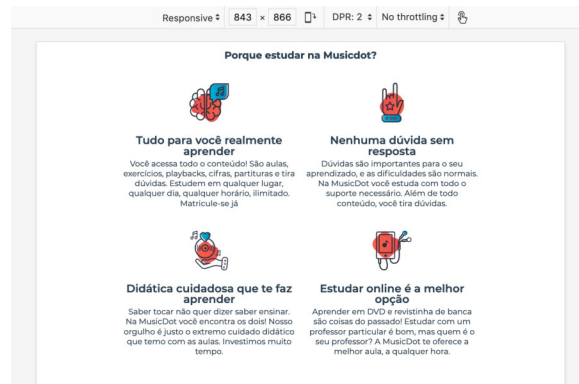 Responsive 843 × 866 DPR: 2 No throttling
Porque estudar na Musicdot?
Tudo para você realmente
aprender
Você acessa todo o conteúdo! São aulas,
exercícios, playbacks, cifras, partituras e tira
dúvidas. Estudem em qualquer lugar,
qualquer dia, qualquer horário, ilimitado.
Matricule-se já
Nenhuma dúvida sem
resposta
Dúvidas são importantes para o seu
aprendizado, e as dificuldades são normais.
Na MusicDot você estuda com todo o
suporte necessário. Além de todo
conteúdo, você tira dúvidas.
Didática cuidadosa que te faz
aprender
Saber tocar não quer dizer saber ensinar.
Na MusicDot você encontra os dois! Nosso
orgulho é justo o extremo cuidado didático
que temo com as aulas. Investimos muito
tempo.
Estudar online é a melhor
opção
Aprender em DVD e revistinha de banca
são coisas do passado! Estudar com um
professor particular é bom, mas quem é o
seu professor? A MusicDot te oferece a
melhor aula, a qualquer hora.